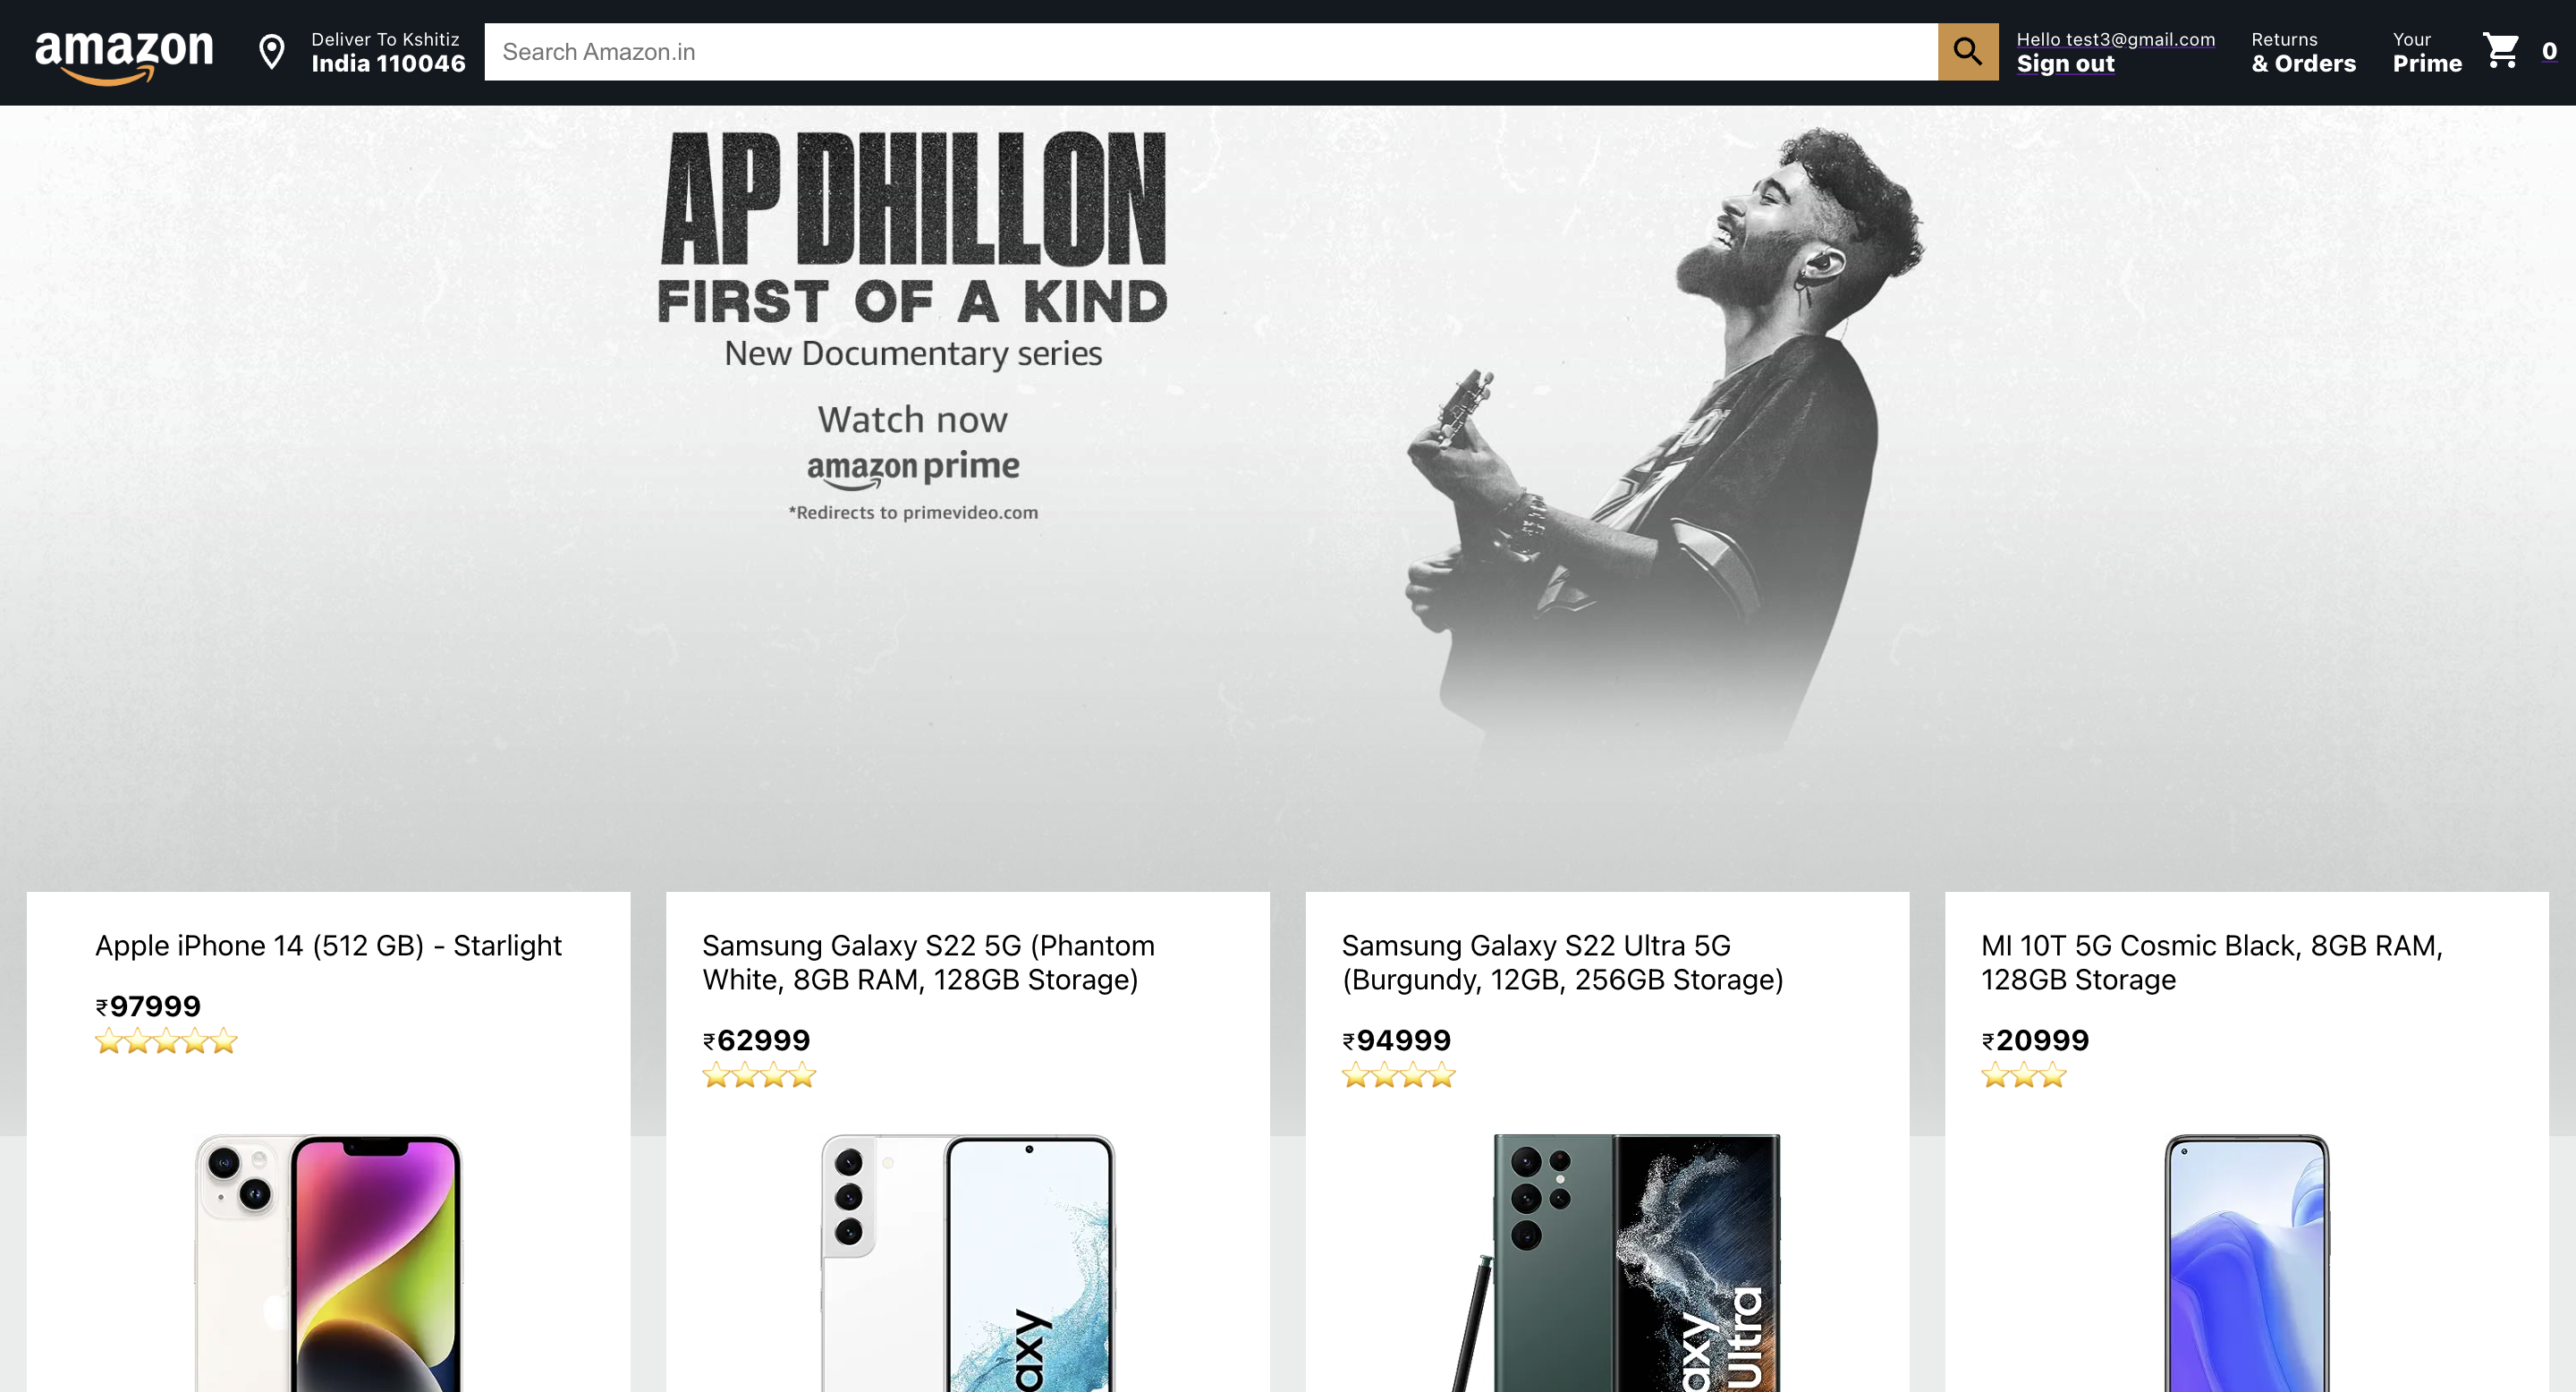 amazon
Deliver To Kshitiz
India 110046
Search Amazon.in
Hello test3@gmail.com
Sign out
Returns
& Orders
Your
Prime
0
AP DHILLON
FIRST OF A KIND
New Documentary series
Watch now
amazon prime
*Redirects to primevideo.com
Apple iPhone 14 (512 GB) - Starlight
₹97999
Samsung Galaxy S22 5G (Phantom
White, 8GB RAM, 128GB Storage)
₹62999
Samsung Galaxy S22 Ultra 5G
(Burgundy, 12GB, 256GB Storage)
₹94999
MI 10T 5G Cosmic Black, 8GB RAM,
128GB Storage
₹20999
axy
axy
Ultra